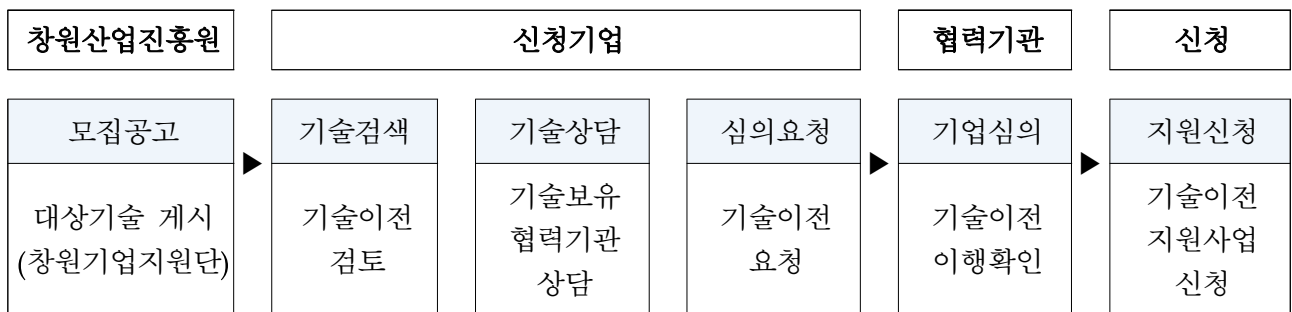 창원산업진흥원 신청기업 협력기관 신청
모집공고 기술검색 기술상담 심의요청 기업심의 지원신청
▶ ▶ ▶
대상기술 게시
(창원기업지원단)
기술이전
검토
기술보유
협력기관
상담
기술이전
요청
기술이전
이행확인
기술이전
지원사업
신청